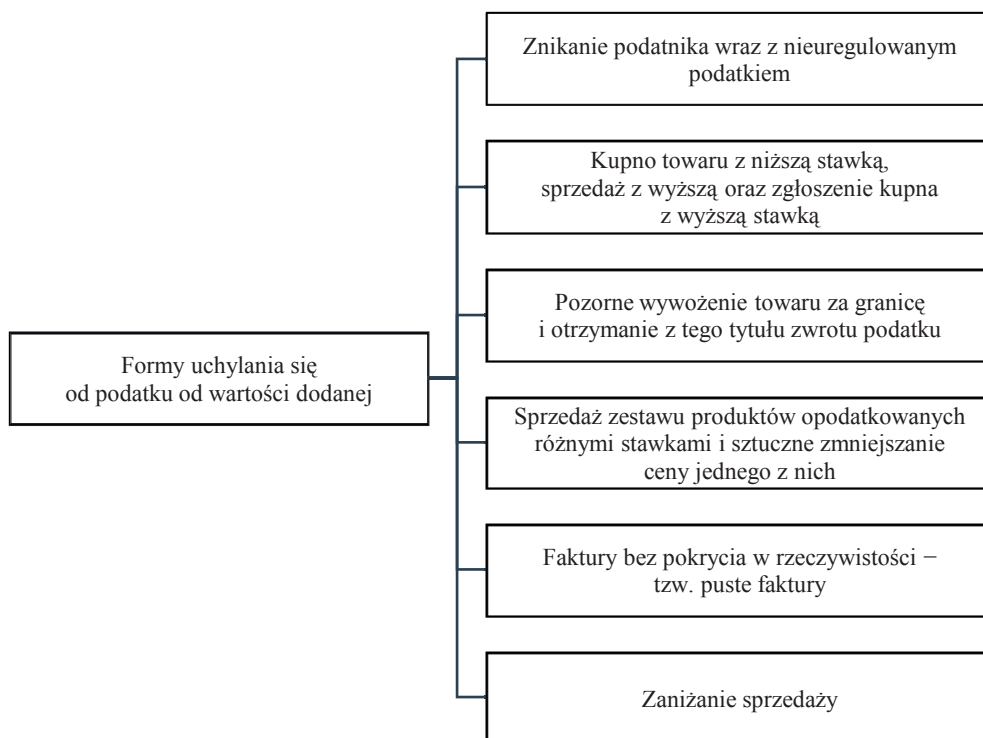 Formy uchylania się
od podatku od wartości dodanej
Znikanie podatnika wraz z nieuregulowanym
podatkiem
Kupno towaru z niższą stawką,
sprzedaż z wyższą oraz zgłoszenie kupna
z wyższą stawką
Pozorne wywożenie towaru za granicę
i otrzymanie z tego tytułu zwrotu podatku
Sprzedaż zestawu produktów opodatkowanych
różnymi stawkami i sztuczne zmniejszanie
ceny jednego z nich
Faktury bez pokrycia w rzeczywistości −
tzw. puste faktury
Zaniżanie sprzedaży